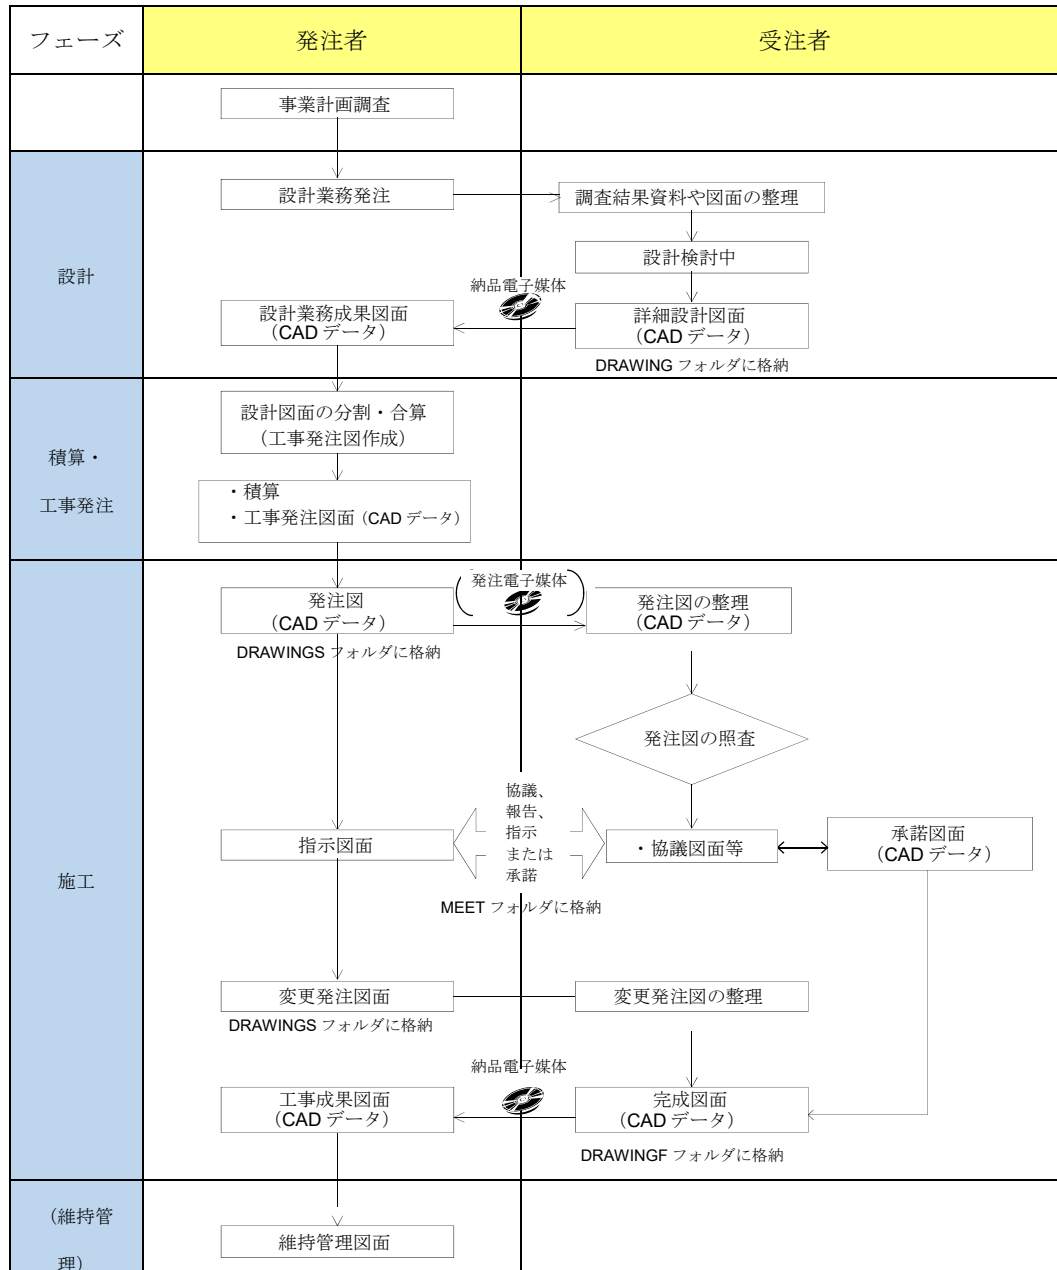 フェーズ
発注者
受注者
事業計画調査
設計
設計業務発注
調査結果資料や図面の整理
設計検討中
納品電子媒体
設計業務成果図面
（CAD データ）
詳細設計図面
（CAD データ）
DRAWING フォルダに格納
積算・
工事発注
設計図面の分割・合算
（工事発注図作成）
・積算
・工事発注図面（CAD データ）
施工
発注電子媒体
発注図
（CAD データ）
発注図の整理
（CAD データ）
DRAWINGS フォルダに格納
発注図の照査
協議、
報告、
指示
または
承諾
指示図面
・協議図面等
承諾図面
（CAD データ）
MEET フォルダに格納
変更発注図面
変更発注図の整理
DRAWINGS フォルダに格納
納品電子媒体
工事成果図面
（CAD データ）
完成図面
（CAD データ）
DRAWINGF フォルダに格納
（維持管
理）
維持管理図面